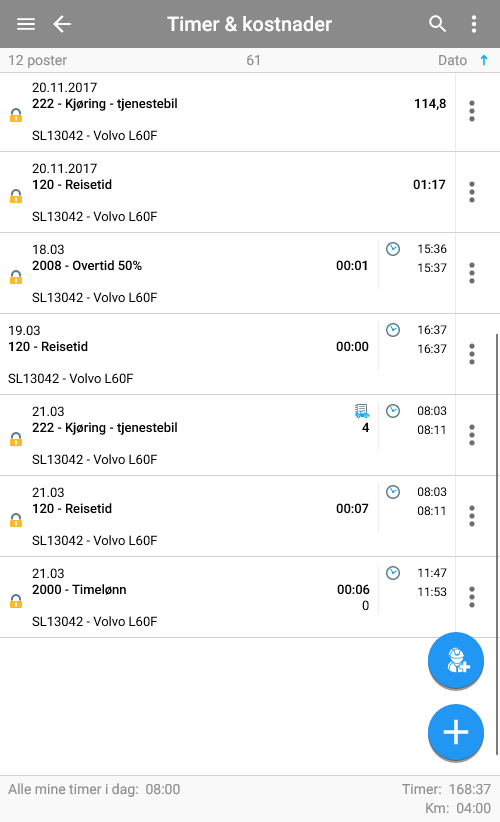 Timer & kostnader
12 poster 61 Dato
20.11.2017
222 - Kjøring - tjenestebil 114,8
SL13042 - Volvo L60F
20.11.2017
120 - Reisetid 01:17
SL13042 - Volvo L60F
18.03 15:36
2008 - Overtid 50% 00:01 15:37
SL13042 - Volvo L60F
19.03 16:37
120 - Reisetid 00:00 16:37
SL13042 - Volvo L60F
21.03 08:03
222 - Kjøring - tjenestebil 4 08:11
SL13042 - Volvo L60F
21.03 08:03
120 - Reisetid 00:07 08:11
SL13042 - Volvo L60F
21.03 11:47
2000 - Timelønn 00:06 11:53
0
SL13042 - Volvo L60F
Alle mine timer i dag: 08:00 Timer: 168:37
Km: 04:00